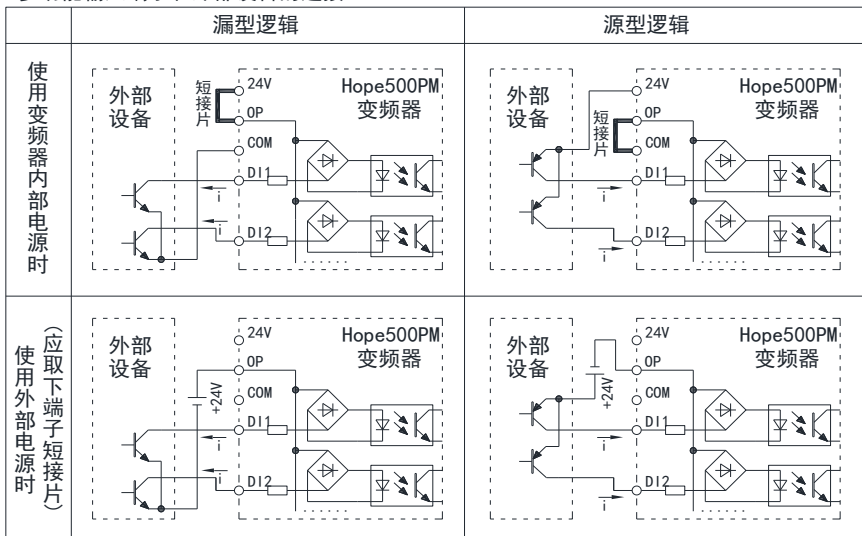 漏型逻辑
源型逻辑
使用变频器内部电源时
外部
设备
短接片
24V
OP
COM
DI1
DI2
i
i
Hope500PM
变频器
......
外部
设备
短接片
24V
OP
COM
DI1
DI2
i
i
Hope500PM
变频器
......
使用外部电源时
(应取下端子短接片)
外部
设备
+24V
24V
OP
COM
DI1
DI2
i
i
Hope500PM
变频器
......
外部
设备
+24V
24V
OP
COM
DI1
DI2
i
i
Hope500PM
变频器
......